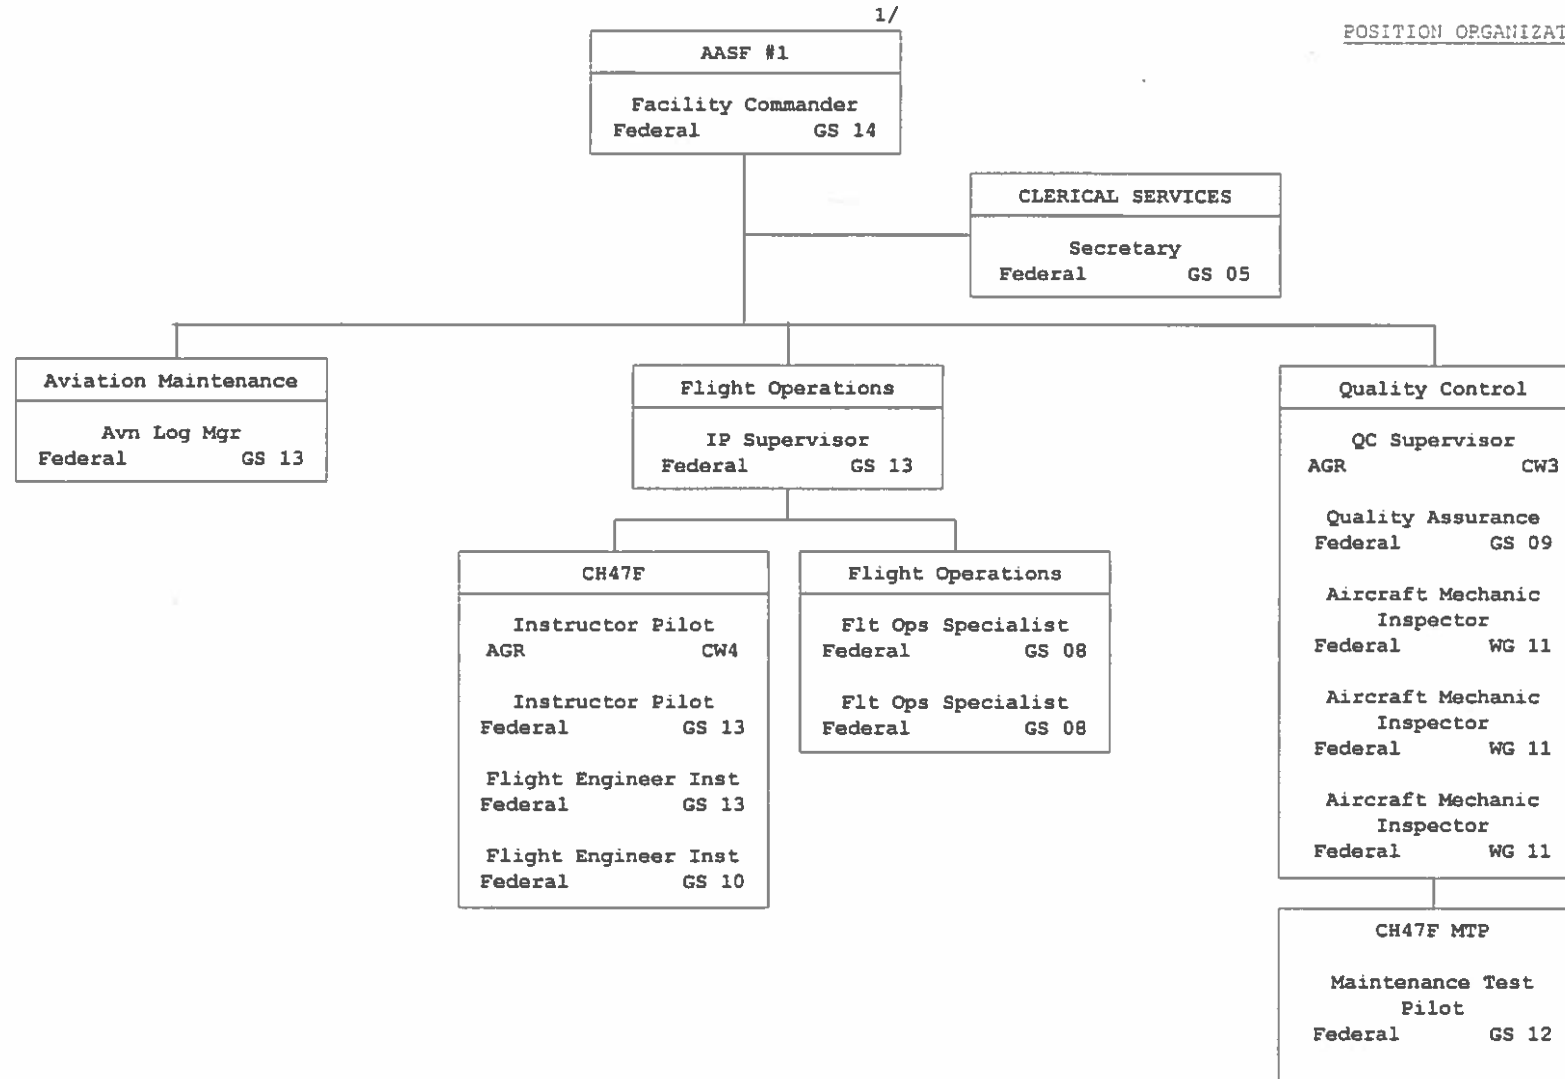 1/
POSITION ORGANIZAT
AASF #1
Facility Commander
Federal GS 14
CLERICAL SERVICES
Secretary
Federal GS 05
Aviation Maintenance
Avn Log Mgr
Federal GS 13
Flight Operations
IP Supervisor
Federal GS 13
Quality Control
QC Supervisor
AGR CW3
Quality Assurance
Federal GS 09
Aircraft Mechanic
Inspector
Federal WG 11
Aircraft Mechanic
Inspector
Federal WG 11
Aircraft Mechanic
Inspector
Federal WG 11
CH47F
Instructor Pilot
AGR CW4
Instructor Pilot
Federal GS 13
Flight Engineer Inst
Federal GS 13
Flight Engineer Inst
Federal GS 10
Flight Operations
Flt Ops Specialist
Federal GS 08
Flt Ops Specialist
Federal GS 08
CH47F MTP
Maintenance Test
Pilot
Federal GS 12